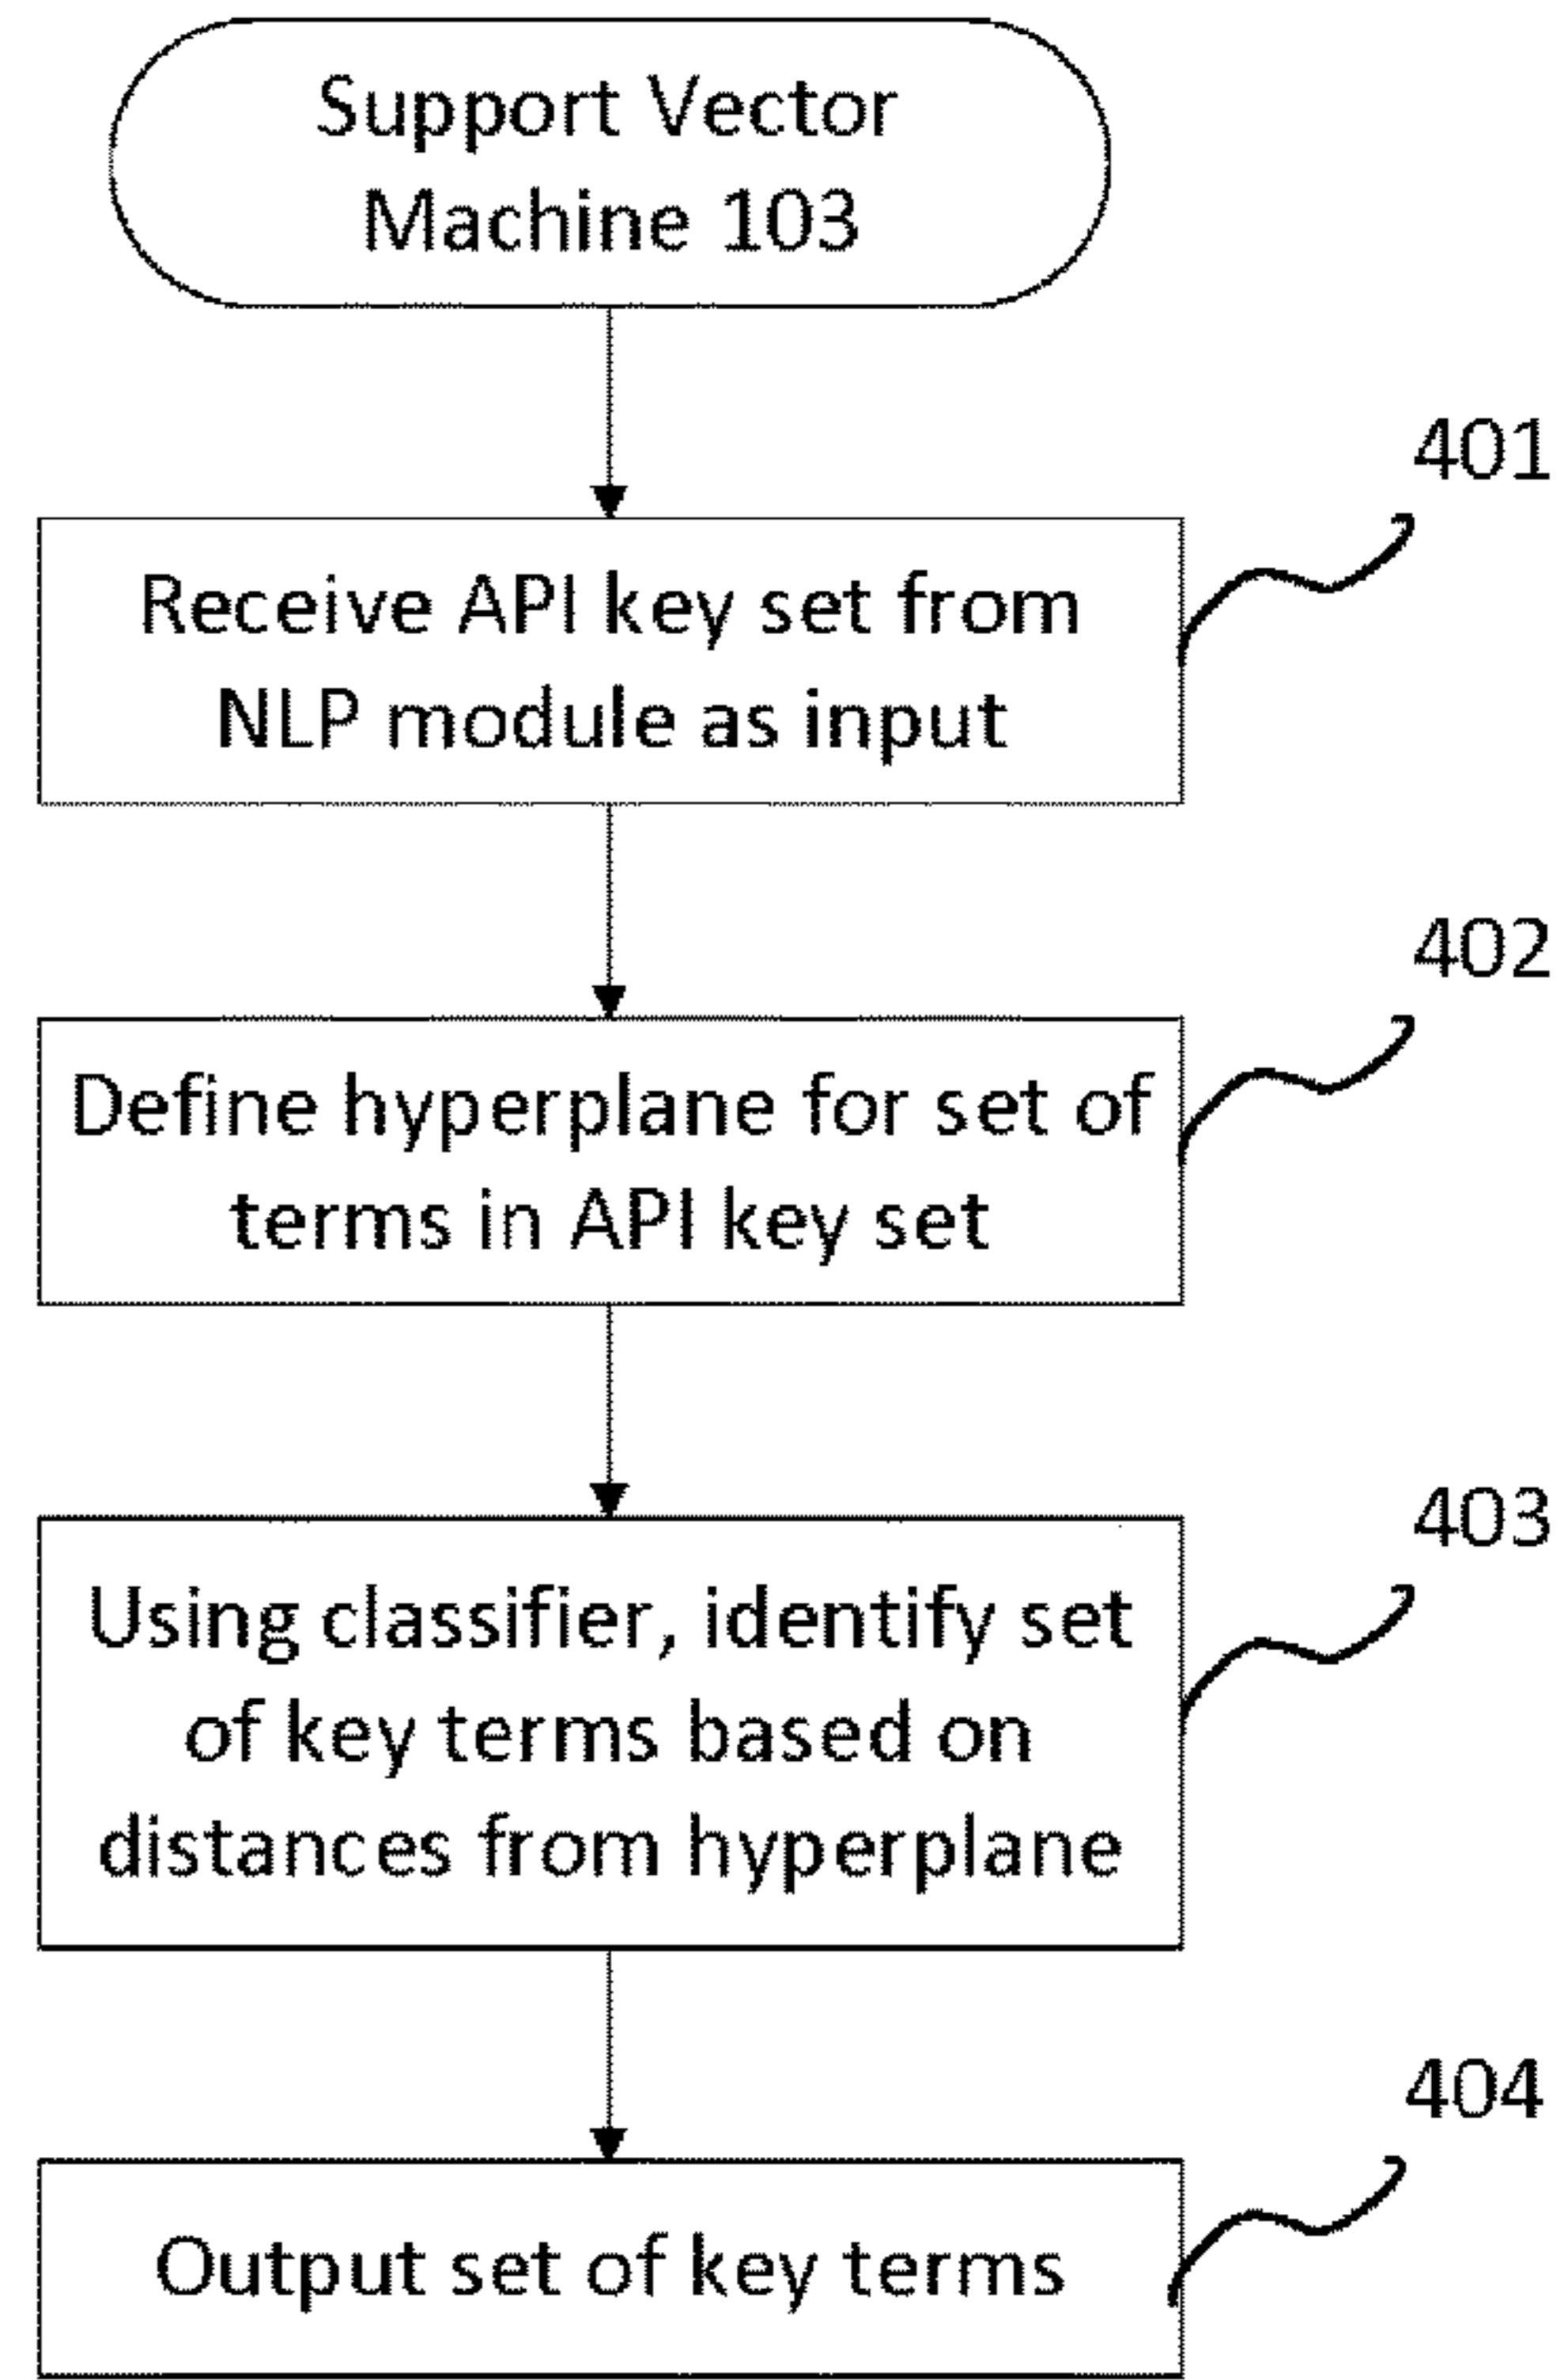 Support Vector
Machine 103
401
Receive API key set from
NLP module as input
402
Define hyperplane for set of
terms in API key set
403
Using classifier, identify set
of key terms based on
distances from hyperplane
404
Output set of key terms